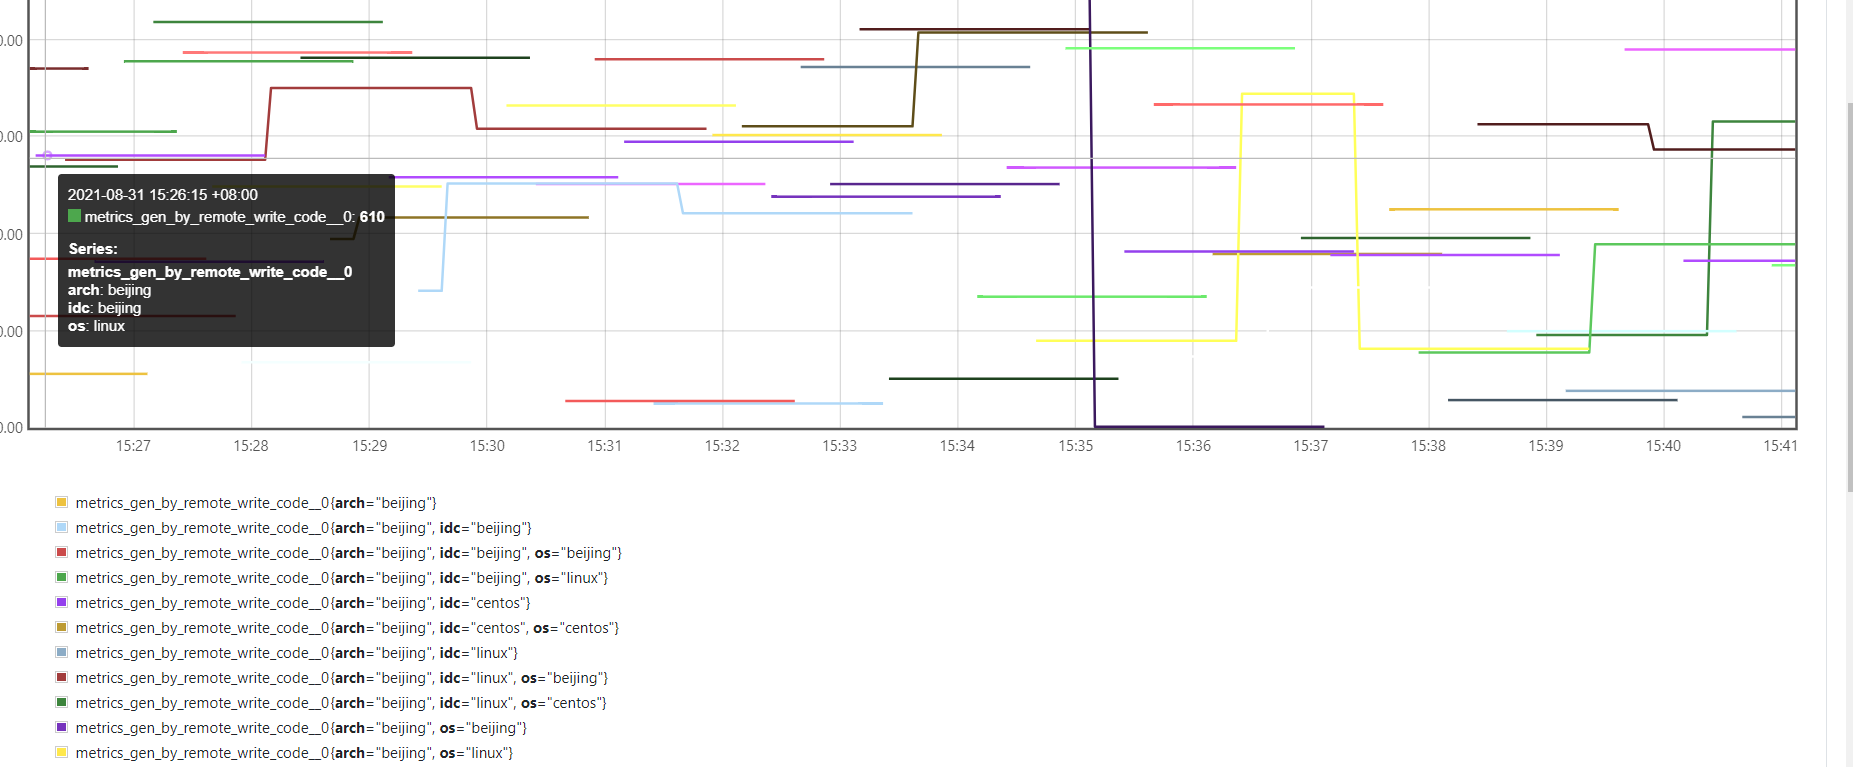 0.00
0.00
2021-08-31 15:26:15 +08:00
metrics_gen_by_remote_write_code__0: 610
0.00
Series:
metrics_gen_by_remote_write_code__0
arch: beijing
idc: beijing
os: linux
0.00
0.00
15:27 15:28 15:29 15:30 15:31 15:32 15:33 15:34 15:35 15:36 15:37 15:38 15:39 15:40 15:41
metrics_gen_by_remote_write_code__0{arch="beijing"}
metrics_gen_by_remote_write_code__0{arch="beijing", idc="beijing"}
metrics_gen_by_remote_write_code__0{arch="beijing", idc="beijing", os="beijing"}
metrics_gen_by_remote_write_code__0{arch="beijing", idc="beijing", os="linux"}
metrics_gen_by_remote_write_code__0{arch="beijing", idc="centos"}
metrics_gen_by_remote_write_code__0{arch="beijing", idc="centos", os="centos"}
metrics_gen_by_remote_write_code__0{arch="beijing", idc="linux"}
metrics_gen_by_remote_write_code__0{arch="beijing", idc="linux", os="beijing"}
metrics_gen_by_remote_write_code__0{arch="beijing", idc="linux", os="centos"}
metrics_gen_by_remote_write_code__0{arch="beijing", os="beijing"}
metrics_gen_by_remote_write_code__0{arch="beijing", os="linux"}